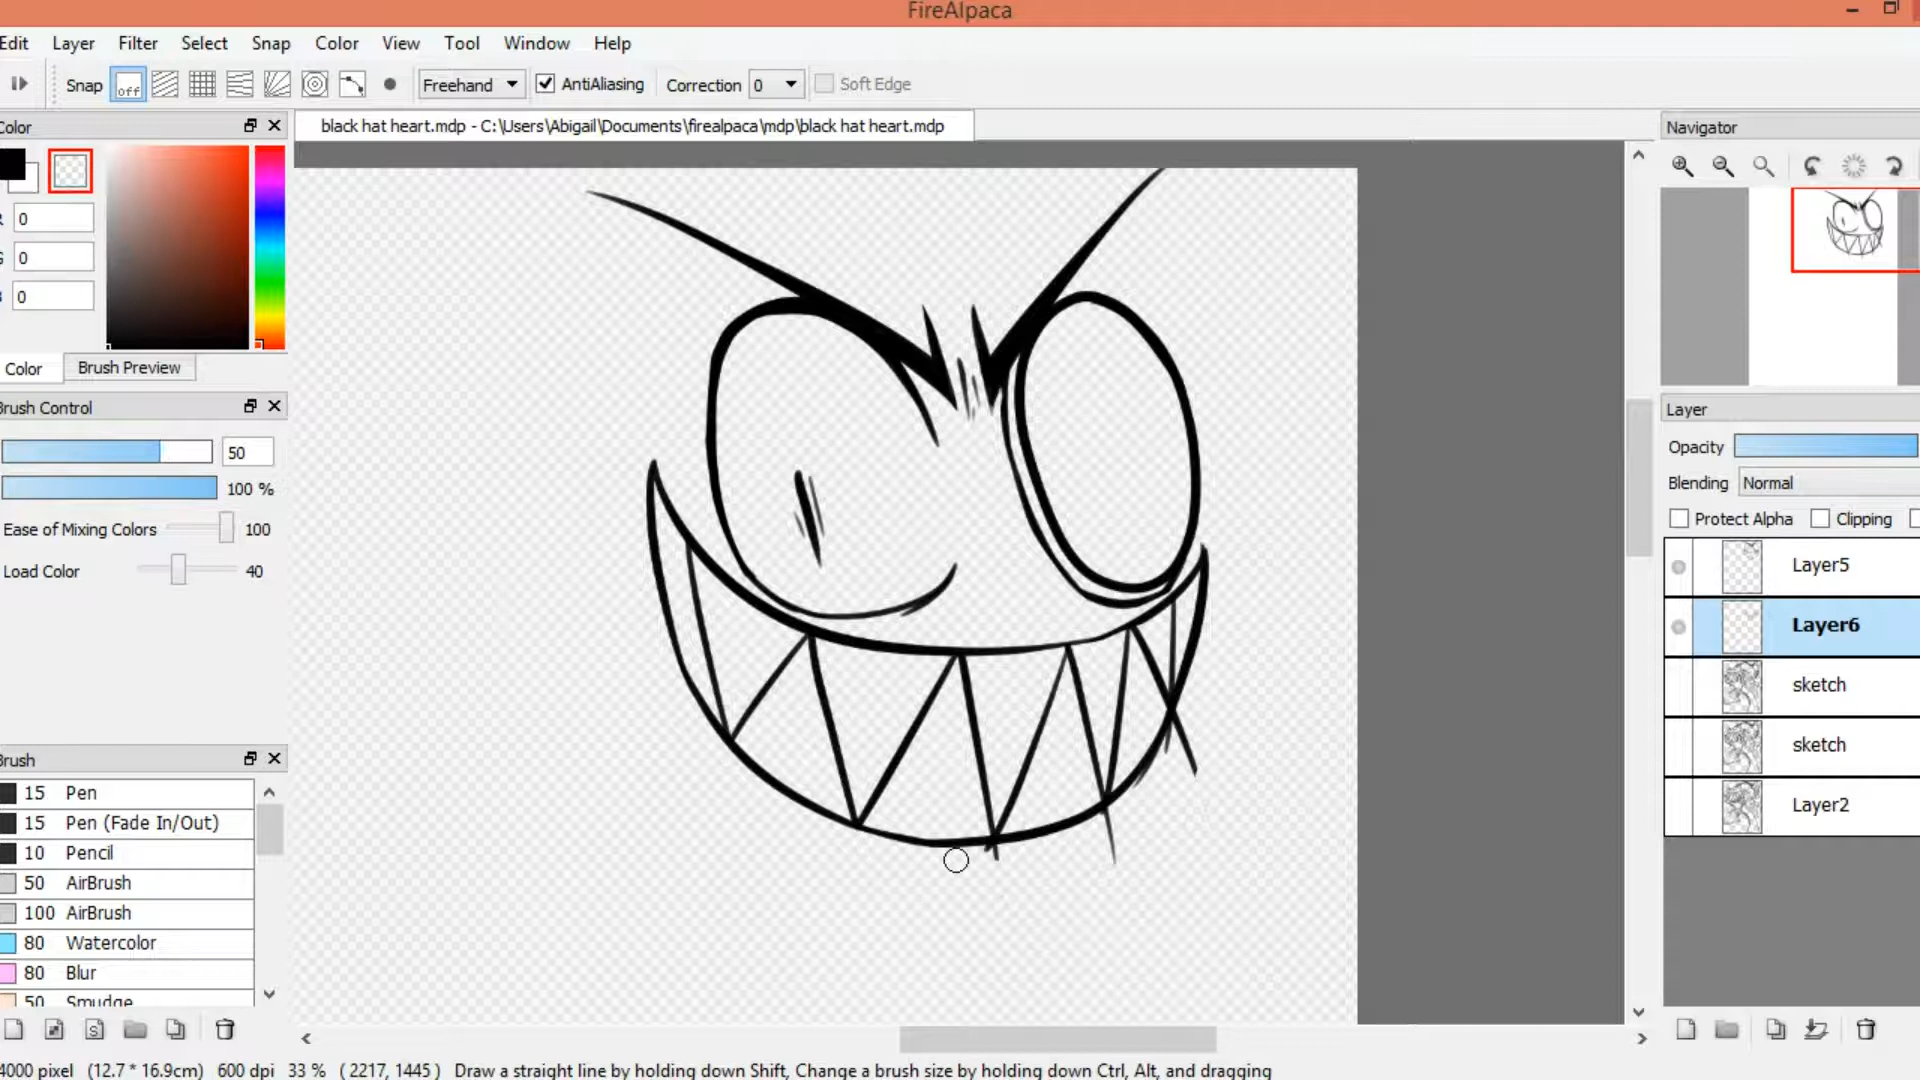 FireAlpaca
Edit Layer Filter Select Snap Color View Tool Window Help
Snap off Freehand AntiAliasing Correction 0 Soft Edge
Color
black hat heart.mdp - C:\Users\Abigail\Documents\firealpaca\mdp\black hat heart.mdp
Navigator
0
0
0
Color Brush Preview
Brush Control
50
100 %
Ease of Mixing Colors 100
Load Color 40
Layer
Opacity
Blending Normal
Protect Alpha Clipping
Layer5
Layer6
sketch
sketch
Layer2
Brush
15 Pen
15 Pen (Fade In/Out)
10 Pencil
50 AirBrush
100 AirBrush
80 Watercolor
80 Blur
50 Smudge
S
4000 pixel (12.7 * 16.9cm) 600 dpi 33 % ( 2217, 1445 ) Draw a straight line by holding down Shift, Change a brush size by holding down Ctrl, Alt, and dragging